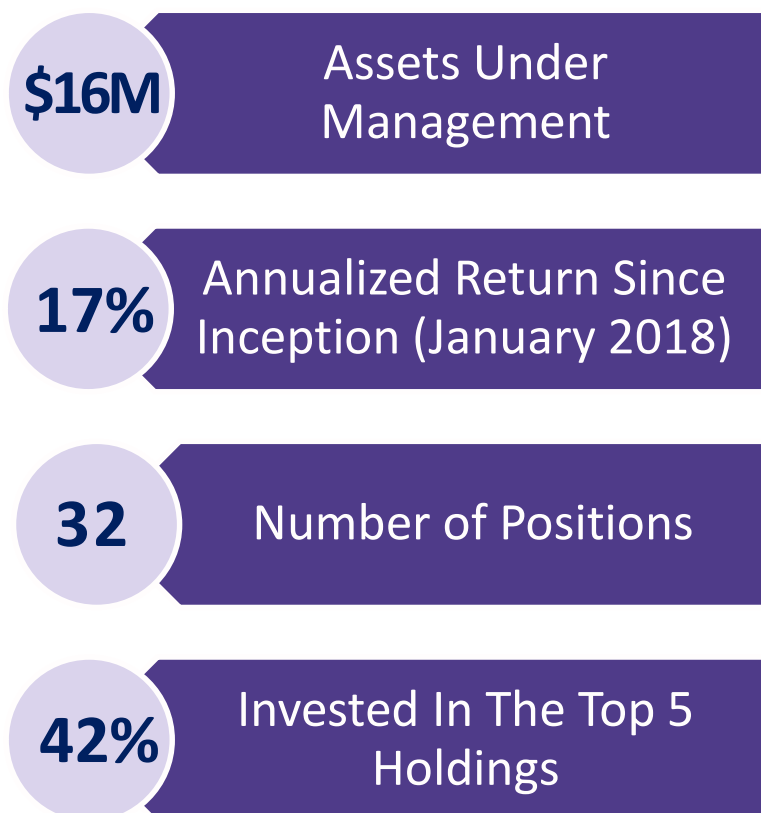 $16M
Assets Under
Management
17%
Annualized Return Since
Inception (January 2018)
32
Number of Positions
42%
Invested In The Top 5
Holdings